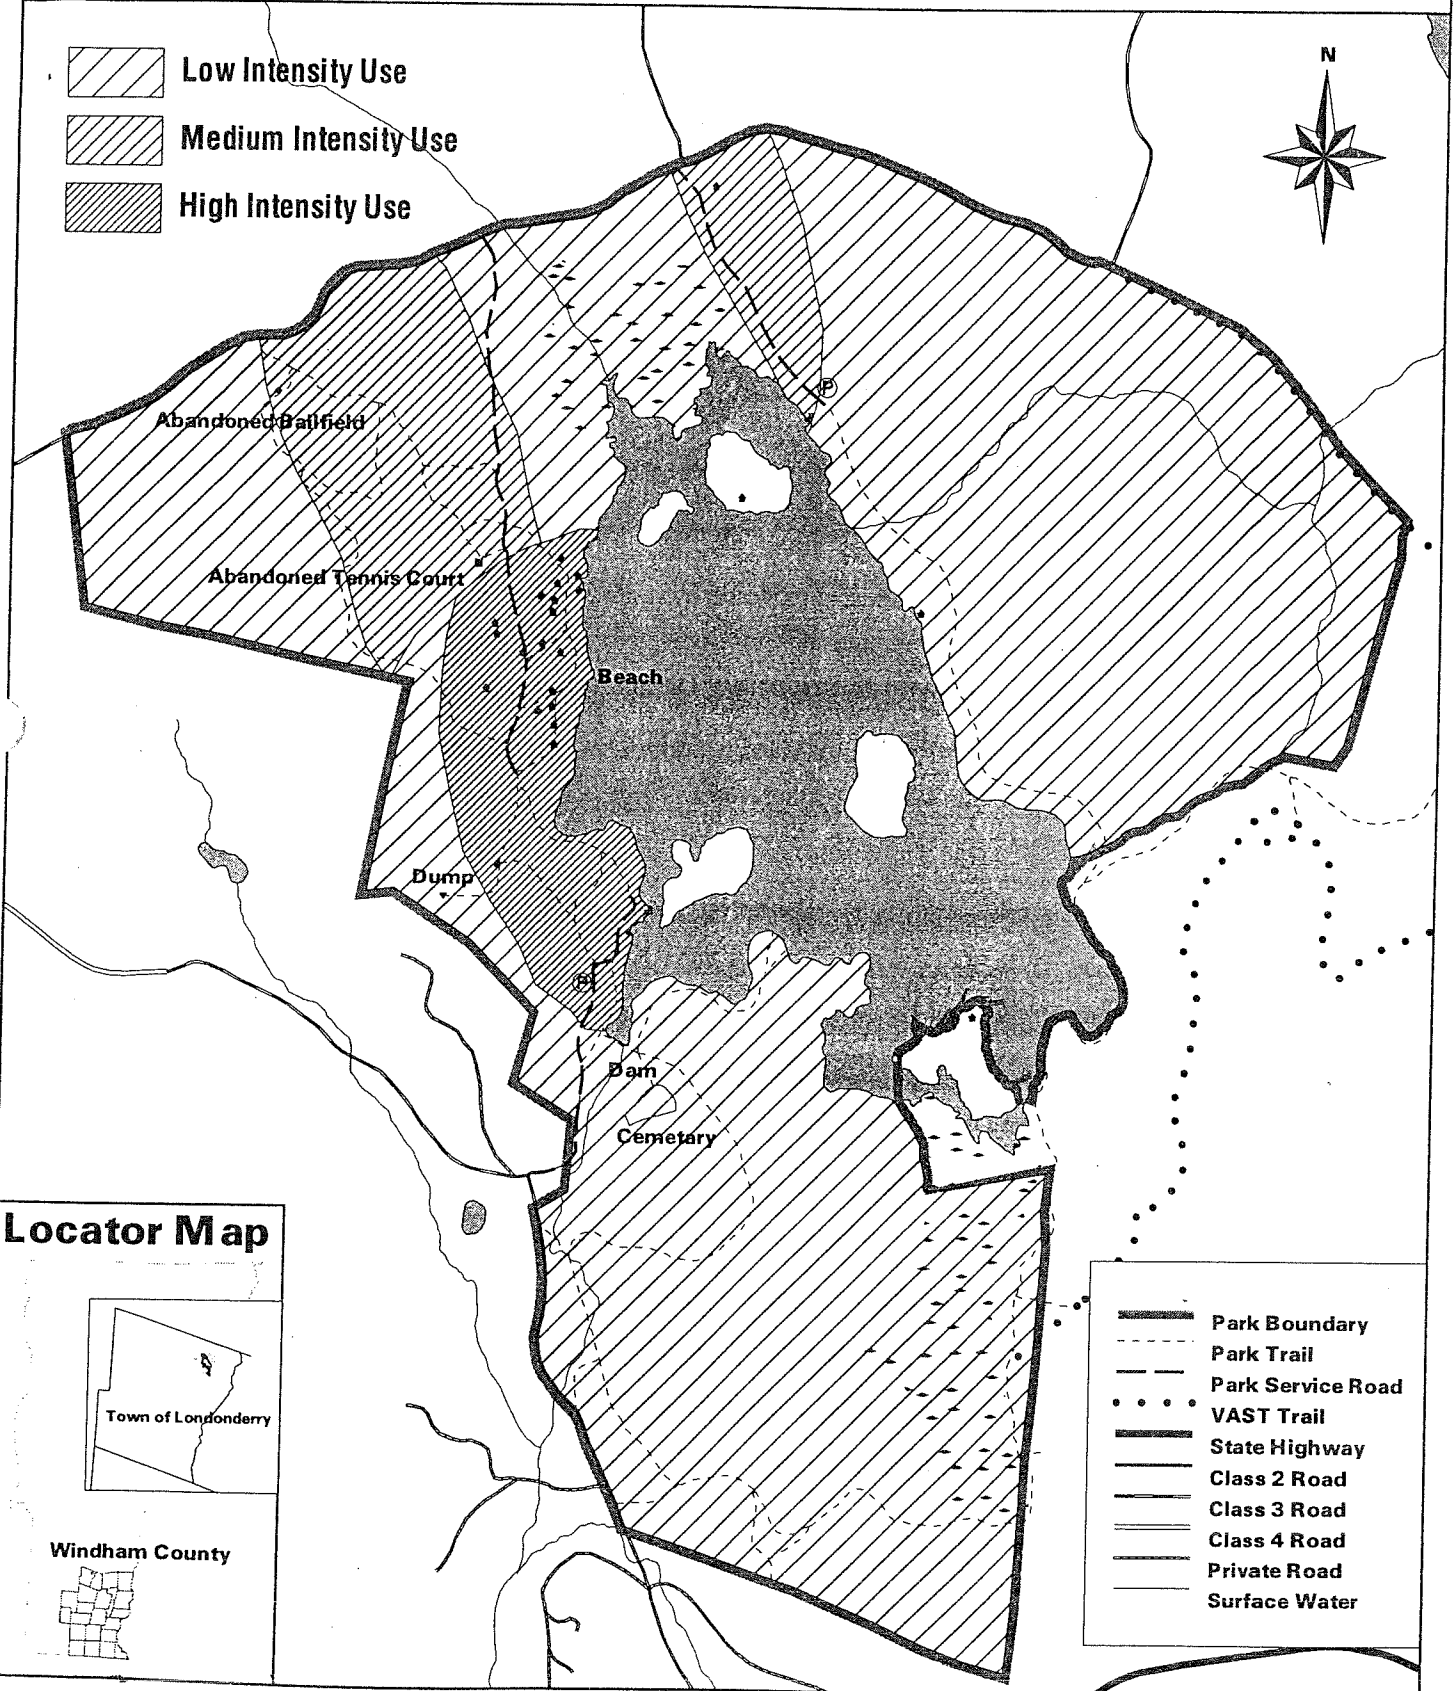 Low Intensity Use
Medium Intensity Use
High Intensity Use
N
P
Abandoned Ballfield
Abandoned Tennis Court
Beach
Dump
P
Dam
Cemetary
Locator Map
Town of Londonderry
Windham County
Park Boundary
Park Trail
Park Service Road
VAST Trail
State Highway
Class 2 Road
Class 3 Road
Class 4 Road
Private Road
Surface Water